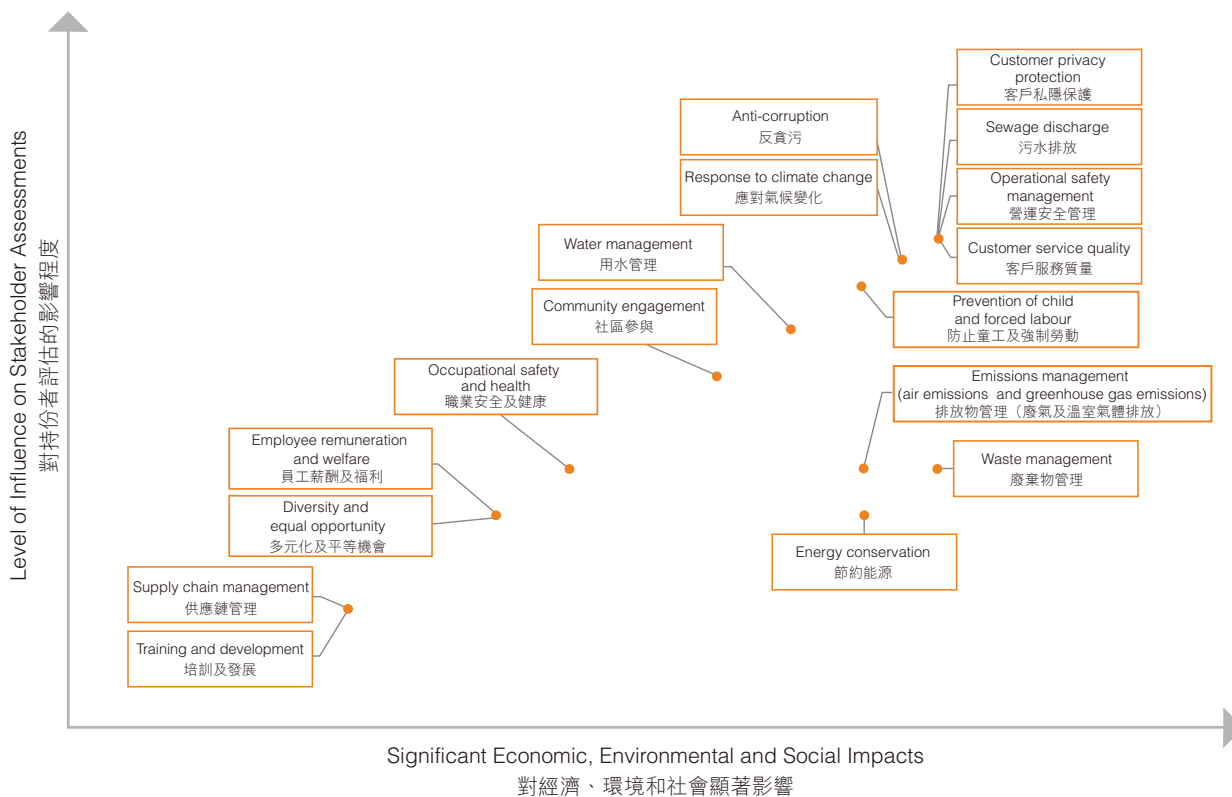 Level of Influence on Stakeholder Assessments
對持份者評估的影響程度
Customer privacy
protection
客戶私隱保護
Anti-corruption
反貪污
Sewage discharge
污水排放
Response to climate change
應對氣候變化
Operational safety
management
營運安全管理
Water management
用水管理
Customer service quality
客戶服務質量
Community engagement
社區參與
Prevention of child
and forced labour
防止童工及強制勞動
Occupational safety
and health
職業安全及健康
Emissions management
(air emissions and greenhouse gas emissions)
排放物管理（廢氣及溫室氣體排放）
Employee remuneration
and welfare
員工薪酬及福利
Waste management
廢棄物管理
Diversity and
equal opportunity
多元化及平等機會
Energy conservation
節約能源
Supply chain management
供應鏈管理
Training and development
培訓及發展
Significant Economic, Environmental and Social Impacts
對經濟、環境和社會顯著影響